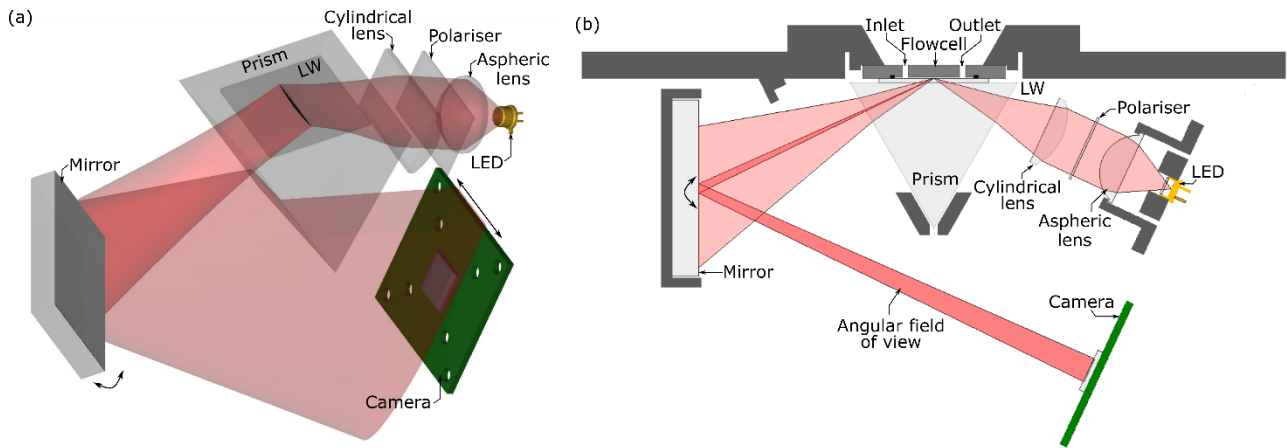 (a)
Cylindrical
lens
Polariser
Aspheric
lens
Prism
LW
LED
Mirror
Camera
(b)
Inlet
Outlet
Flowcell
LW
Polariser
LED
Prism
Cylindrical
lens
Aspheric
lens
Mirror
Camera
Angular field
of view